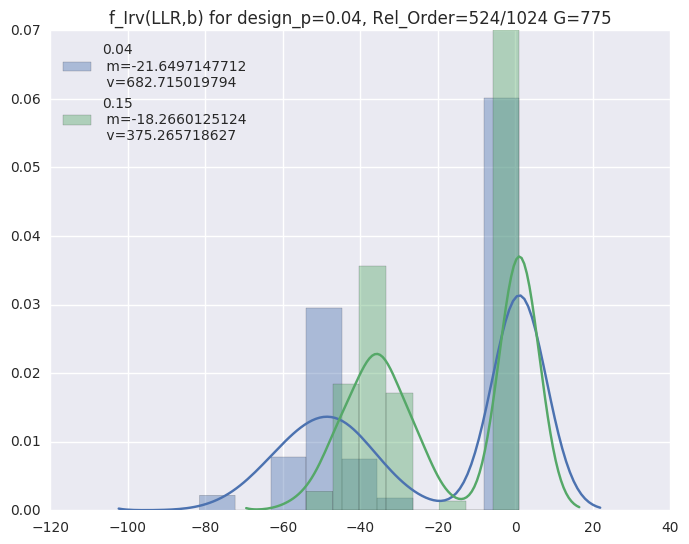 f_Irv(LLR,b) for design_p=0.04, Rel_Order=524/1024 G=775
0.04
m=-21.6497147712
v=682.715019794
0.15
m=-18.2660125124
v=375.265718627
0.07
0.06
0.05
0.04
0.03
0.02
0.01
0.00
−120 −100 −80 −60 −40 −20 0 20 40